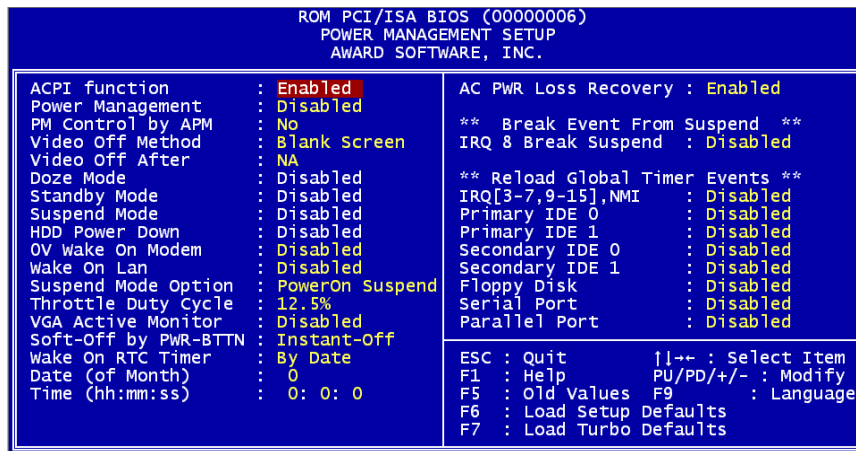 ROM PCI/ISA BIOS (00000006)
POWER MANAGEMENT SETUP
AWARD SOFTWARE, INC.
ACPI function : Enabled
Power Management : Disabled
PM Control by APM : No
Video Off Method : Blank Screen
Video Off After : NA
Doze Mode : Disabled
Standby Mode : Disabled
Suspend Mode : Disabled
HDD Power Down : Disabled
0V Wake On Modem : Disabled
Wake On Lan : Disabled
Suspend Mode Option : PowerOn Suspend
Throttle Duty Cycle : 12.5%
VGA Active Monitor : Disabled
Soft-Off by PWR-BTTN : Instant-Off
Wake On RTC Timer : By Date
Date (of Month) : 0
Time (hh:mm:ss) : 0: 0: 0
AC PWR Loss Recovery : Enabled
** Break Event From Suspend **
IRQ 8 Break Suspend : Disabled
** Reload Global Timer Events **
IRQ[3-7,9-15],NMI : Disabled
Primary IDE 0 : Disabled
Primary IDE 1 : Disabled
Secondary IDE 0 : Disabled
Secondary IDE 1 : Disabled
Floppy Disk : Disabled
Serial Port : Disabled
Parallel Port : Disabled
ESC : Quit ↑↓→← : Select Item
F1 : Help PU/PD/+/- : Modify
F5 : Old Values F9 : Language
F6 : Load Setup Defaults
F7 : Load Turbo Defaults